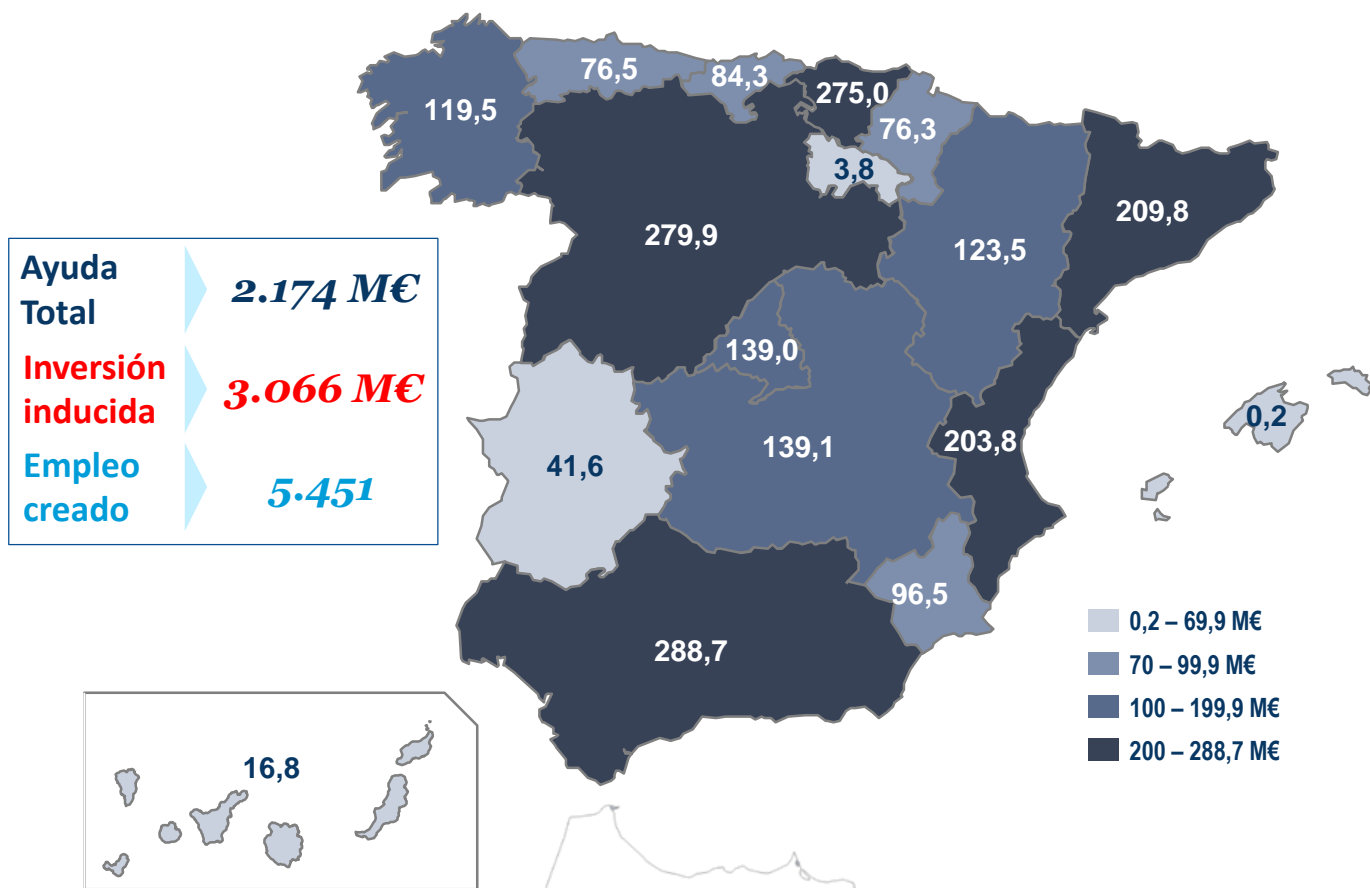 76,5
84,3
275,0
119,5
76,3
3,8
209,8
279,9
123,5
Ayuda
Total
2.174 M€
Inversión
inducida
3.066 M€
Empleo
creado
5.451
139,0
0,2
203,8
139,1
41,6
96,5
288,7
0,2 – 69,9 M€
70 – 99,9 M€
100 – 199,9 M€
200 – 288,7 M€
16,8